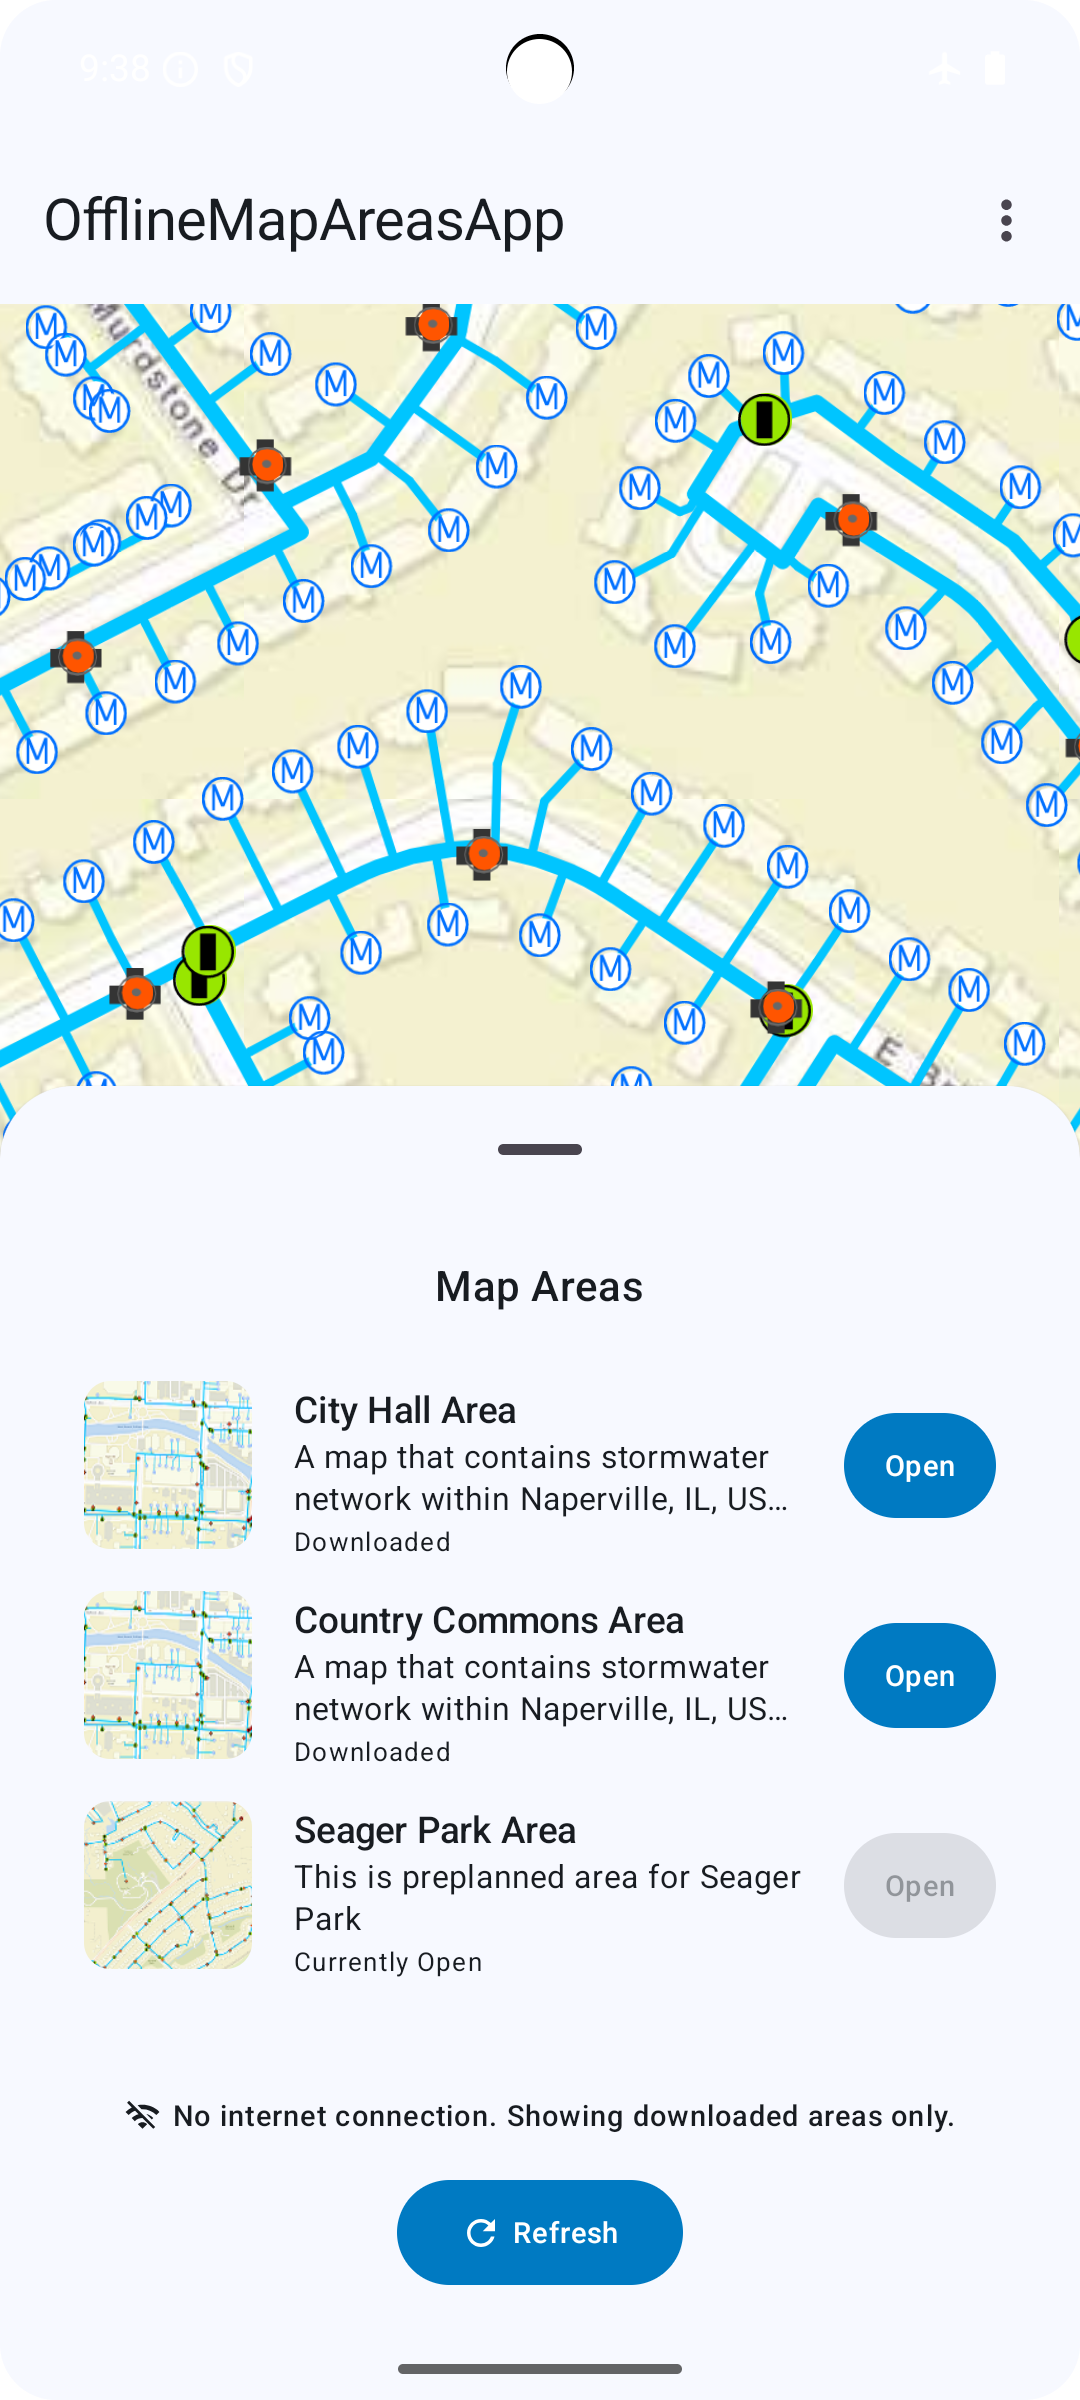 9:38
OfflineMapAreasApp
Murdstone Dr
M
E Br
Map Areas
City Hall Area
A map that contains stormwater
network within Naperville, IL, US…
Downloaded
Open
Country Commons Area
A map that contains stormwater
network within Naperville, IL, US…
Downloaded
Open
Seager Park Area
This is preplanned area for Seager
Park
Currently Open
Open
No internet connection. Showing downloaded areas only.
Refresh